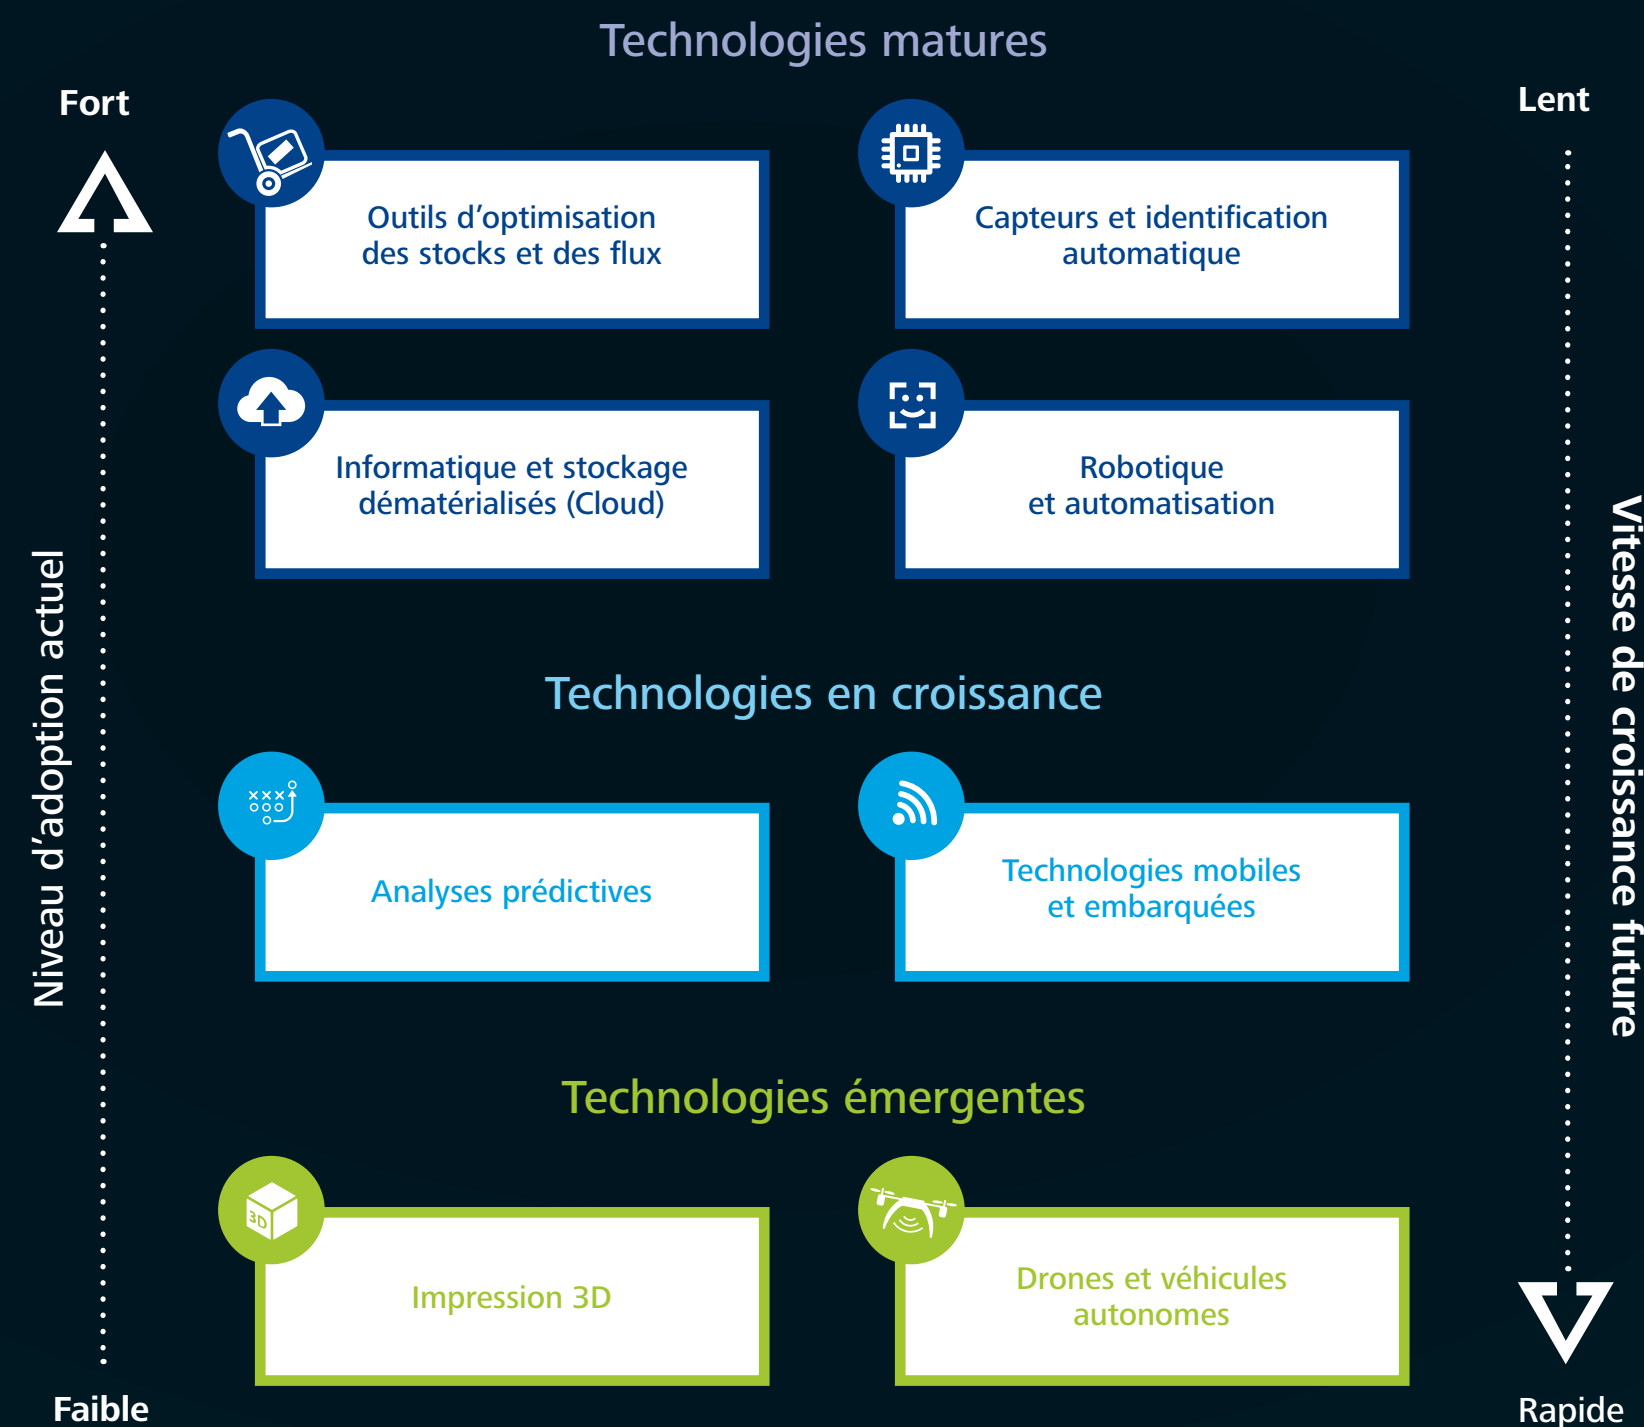 Technologies matures
Fort
Lent
Outils d’optimisation
des stocks et des flux
Capteurs et identification
automatique
Informatique et stockage
dématérialisés (Cloud)
Robotique
et automatisation
Niveau d’adoption actuel
Vitesse de croissance future
Technologies en croissance
Analyses prédictives
Technologies mobiles
et embarquées
Technologies émergentes
3D
Impression 3D
Drones et véhicules
autonomes
Faible
Rapide